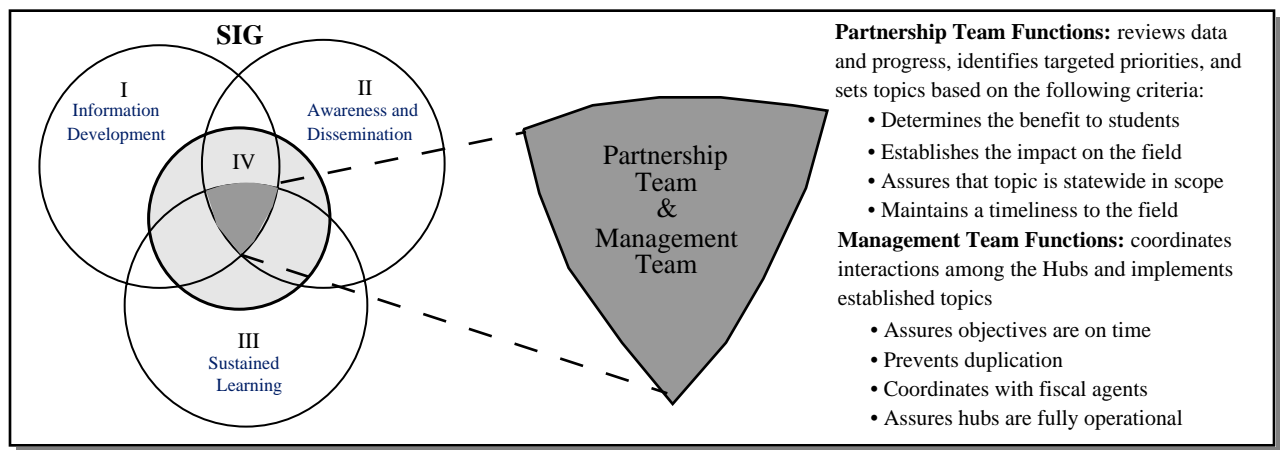 SIG
I
Information
Development
II
Awareness and
Dissemination
IV
III
Sustained
Learning
Partnership
Team
&
Management
Team
Partnership Team Functions: reviews data
and progress, identifies targeted priorities, and
sets topics based on the following criteria:
• Determines the benefit to students
• Establishes the impact on the field
• Assures that topic is statewide in scope
• Maintains a timeliness to the field
Management Team Functions: coordinates
interactions among the Hubs and implements
established topics
• Assures objectives are on time
• Prevents duplication
• Coordinates with fiscal agents
• Assures hubs are fully operational